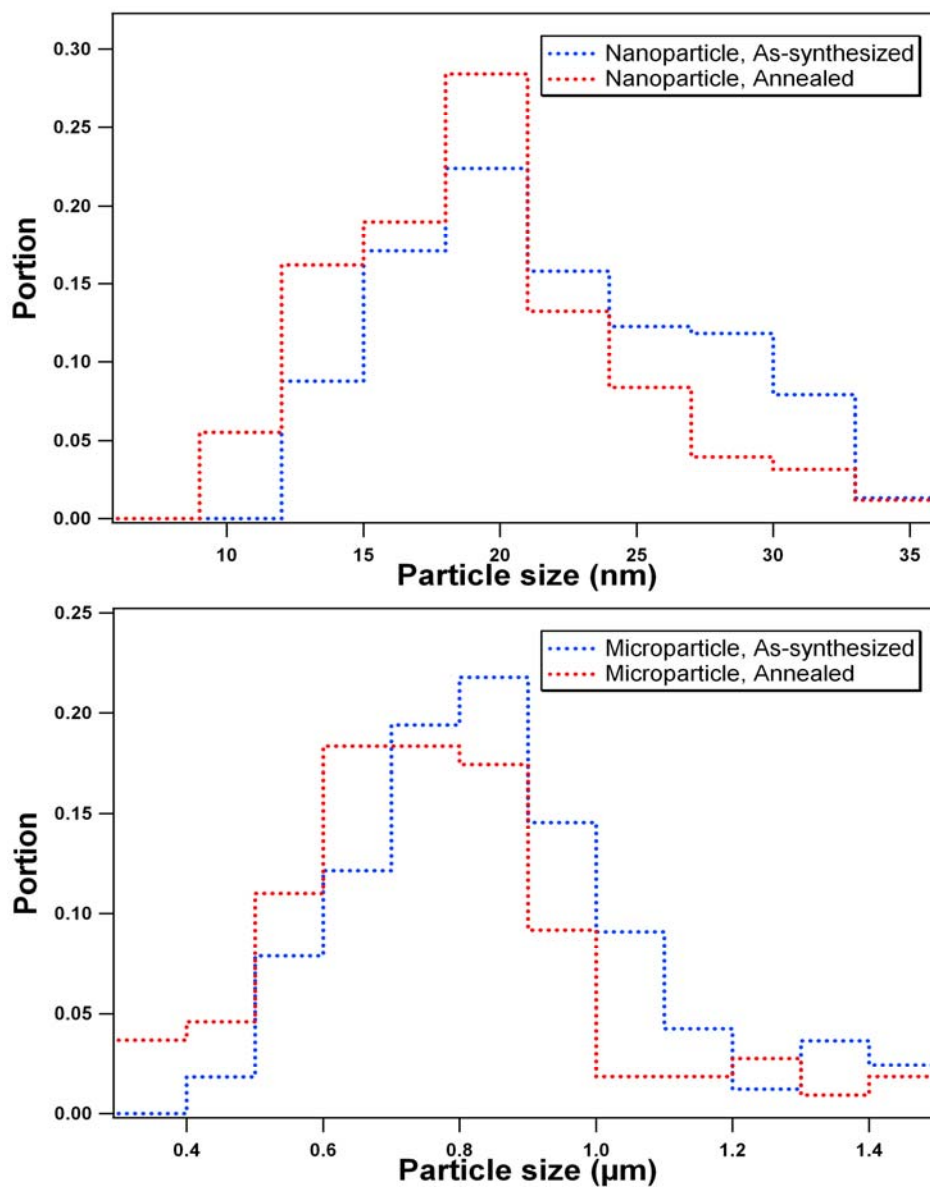 0.30
0.25
0.20
0.15
0.10
0.05
0.00
Portion
Nanoparticle, As-synthesized
Nanoparticle, Annealed
10 15 20 25 30 35
Particle size (nm)
0.25
0.20
0.15
0.10
0.05
0.00
Portion
Microparticle, As-synthesized
Microparticle, Annealed
0.4 0.6 0.8 1.0 1.2 1.4
Particle size (µm)